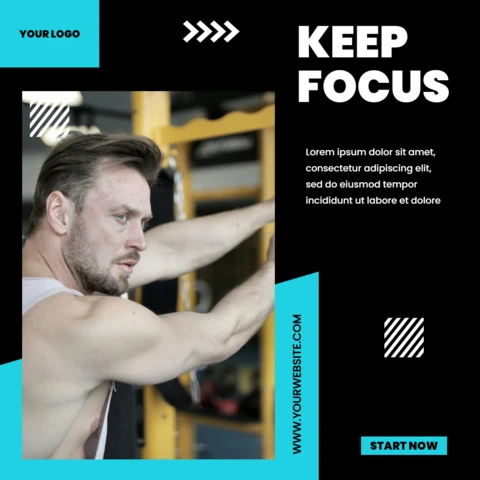 YOUR LOGO
KEEP
FOCUS
Lorem ipsum dolor sit amet,
consectetur adipiscing elit,
sed do eiusmod tempor
incididunt ut labore et dolore
WWW.YOURWEBSITE.COM
START NOW